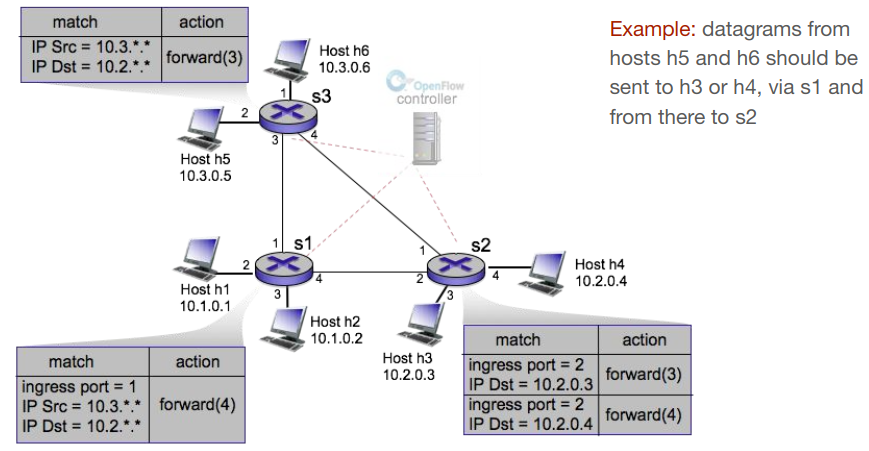 match action
IP Src = 10.3.*.*
IP Dst = 10.2.*.*
forward(3)
Example: datagrams from
hosts h5 and h6 should be
sent to h3 or h4, via s1 and
from there to s2
Host h6
10.3.0.6
OpenFlow
controller
1
s3
2
3
4
Host h5
10.3.0.5
1
s1
2
3
4
Host h1
10.1.0.1
Host h2
10.1.0.2
1
s2
2
3
4
Host h4
10.2.0.4
Host h3
10.2.0.3
match action
ingress port = 1
IP Src = 10.3.*.*
IP Dst = 10.2.*.*
forward(4)
match action
ingress port = 2
IP Dst = 10.2.0.3
forward(3)
ingress port = 2
IP Dst = 10.2.0.4
forward(4)